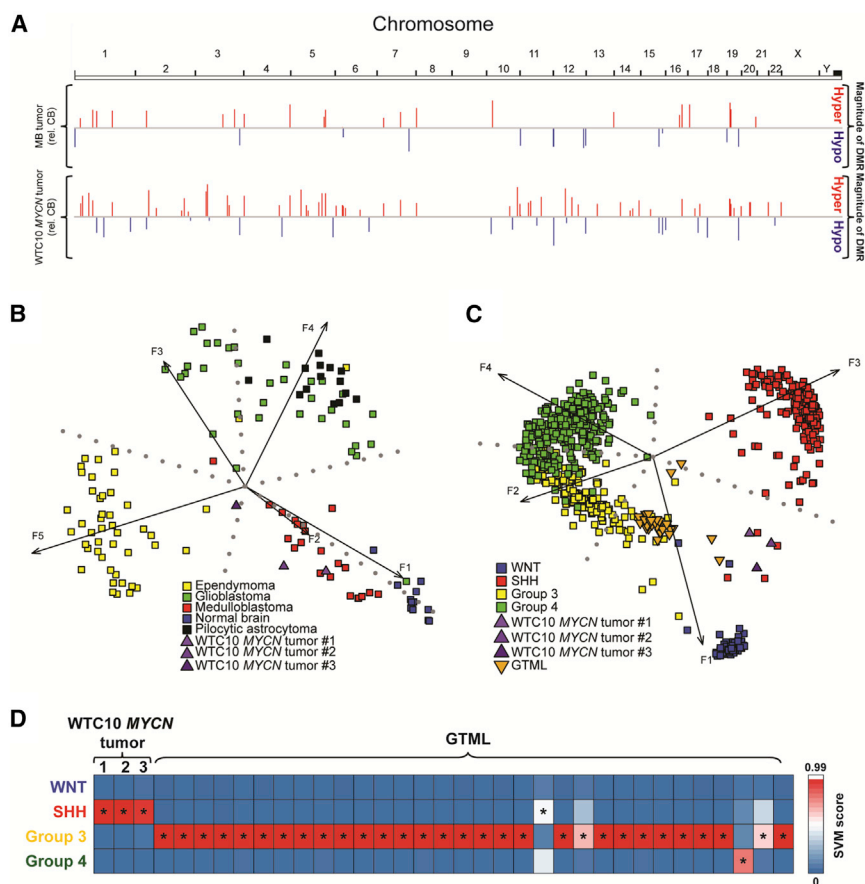 A
Chromosome
1 3 5 7 9 11 13 15 17 19 21 X
2 4 6 8 10 12 14 16 18 20 22 Y
MB tumor
(rel. CB)
Hyper
Hypo
Magnitude of DMR
WTC10 MYCN tumor
(rel. CB)
Hyper
Hypo
Magnitude of DMR
B
F3
F4
F5
F2
F1
Ependymoma
Glioblastoma
Medulloblastoma
Normal brain
Pilocytic astrocytoma
WTC10 MYCN tumor #1
WTC10 MYCN tumor #2
WTC10 MYCN tumor #3
C
F4
F3
F2
F1
WNT
SHH
Group 3
Group 4
WTC10 MYCN tumor #1
WTC10 MYCN tumor #2
WTC10 MYCN tumor #3
GTML
D
WTC10 MYCN
tumor
1 2 3
GTML
WNT
SHH * * * *
Group 3 * * * * * * * * * * * * * * * * * * * * * * * * * * * * *
Group 4 *
0.99
SVM score
0